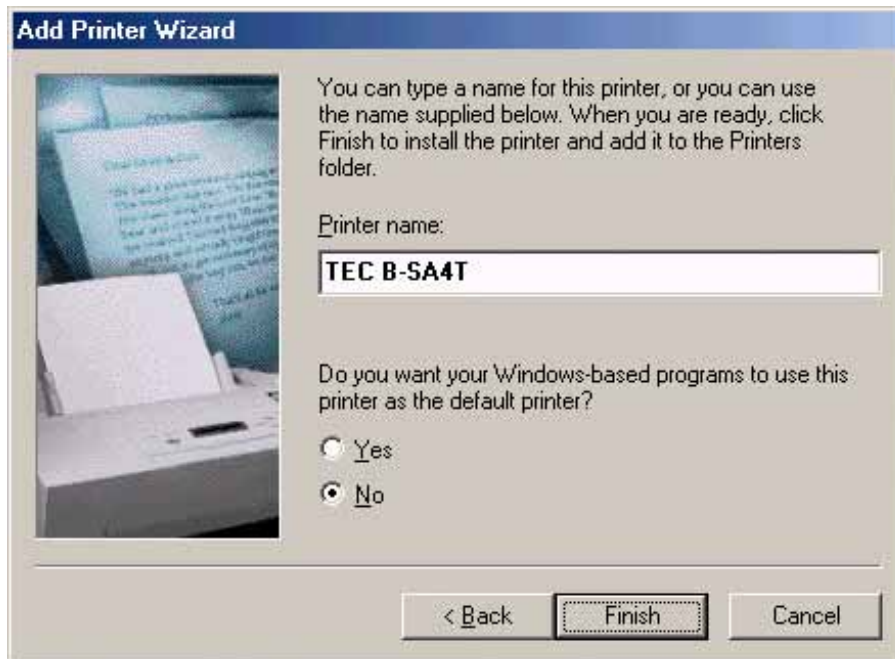 Add Printer Wizard
You can type a name for this printer, or you can use
the name supplied below. When you are ready, click
Finish to install the printer and add it to the Printers
folder.
Printer name:
TEC B-SA4T
Do you want your Windows-based programs to use this
printer as the default printer?
Yes
No
< Back
Finish
Cancel